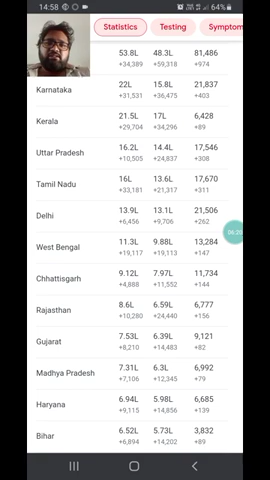 14:58
64%
Statistics
Testing
Symptom
53.8L 48.3L 81,486
+34,389 +59,318 +974
Karnataka 22L 15.8L 21,837
+31,531 +36,475 +403
Kerala 21.5L 17L 6,428
+29,704 +34,296 +89
Uttar Pradesh 16.2L 14.4L 17,546
+10,505 +24,837 +308
Tamil Nadu 16L 13.6L 17,670
+33,181 +21,317 +311
Delhi 13.9L 13.1L 21,506
+6,456 +9,706 +262
06:20
West Bengal 11.3L 9.88L 13,284
+19,117 +19,113 +147
Chhattisgarh 9.12L 7.97L 11,734
+4,888 +11,552 +144
Rajasthan 8.6L 6.59L 6,777
+10,280 +24,440 +156
Gujarat 7.53L 6.39L 9,121
+8,210 +14,483 +82
Madhya Pradesh 7.31L 6.3L 6,992
+7,106 +12,345 +79
Haryana 6.94L 5.98L 6,685
+9,115 +14,856 +139
Bihar 6.52L 5.73L 3,832
+6,894 +14,202 +89